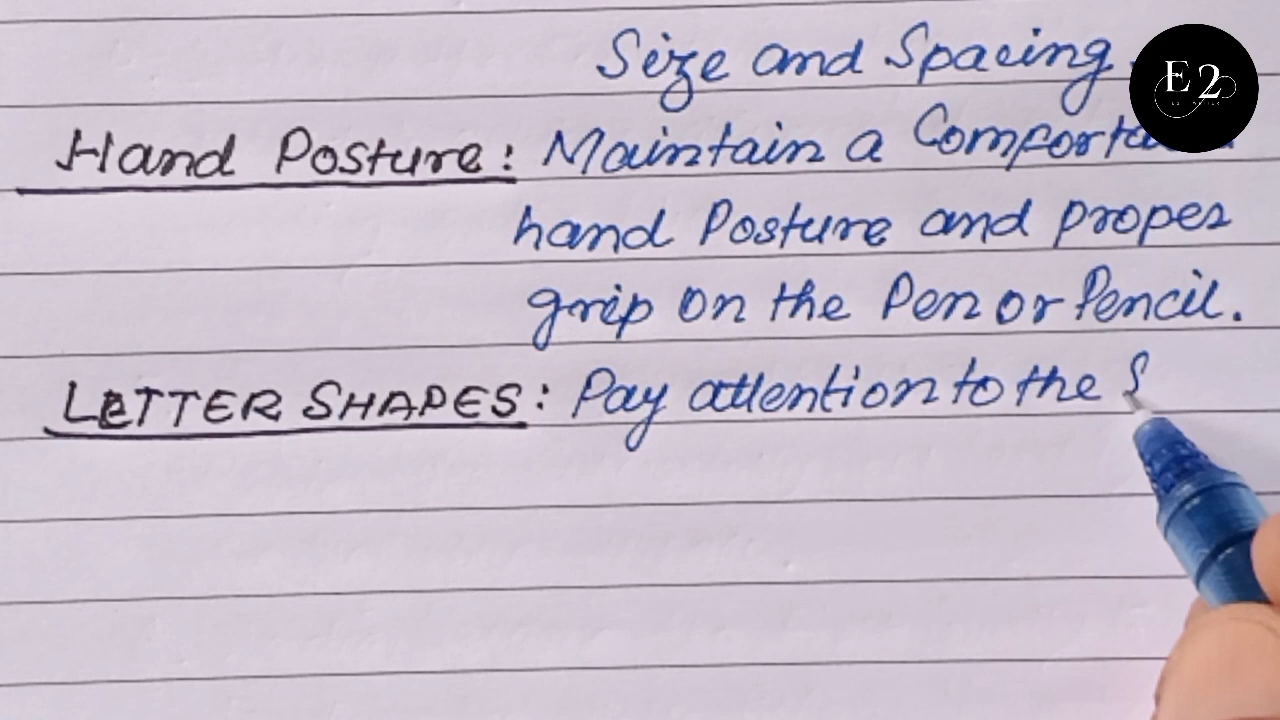 Size and Spacing.
E2
Hand Posture: Maintain a
hand Posture and proper
grip on the Pen or Pencil.
LETTER SHAPES: Pay attention to the S